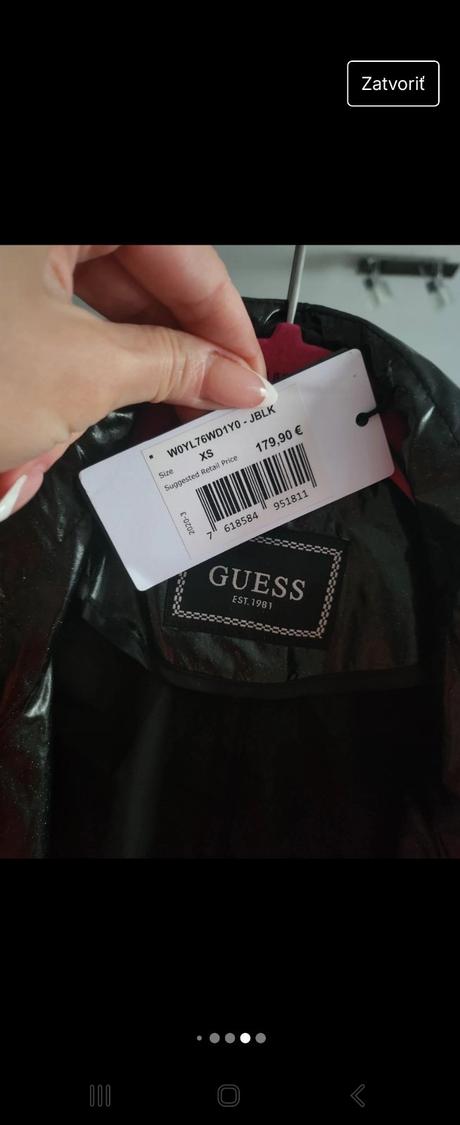 Zatvoriť
W0YL76WD1Y0 - JBLK
Size XS
Suggested Retail Price 179,90 €
2020-3
7 618584 951811
GUESS
EST.1981